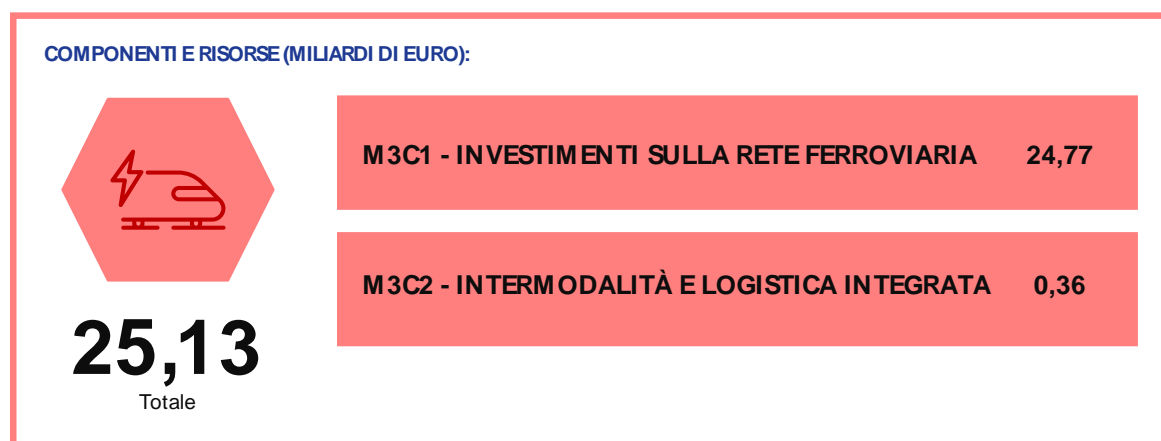 COMPONENTI E RISORSE (MILIARDI DI EURO):
M3C1 - INVESTIMENTI SULLA RETE FERROVIARIA 24,77
M3C2 - INTERMODALITÀ E LOGISTICA INTEGRATA 0,36
25,13
Totale